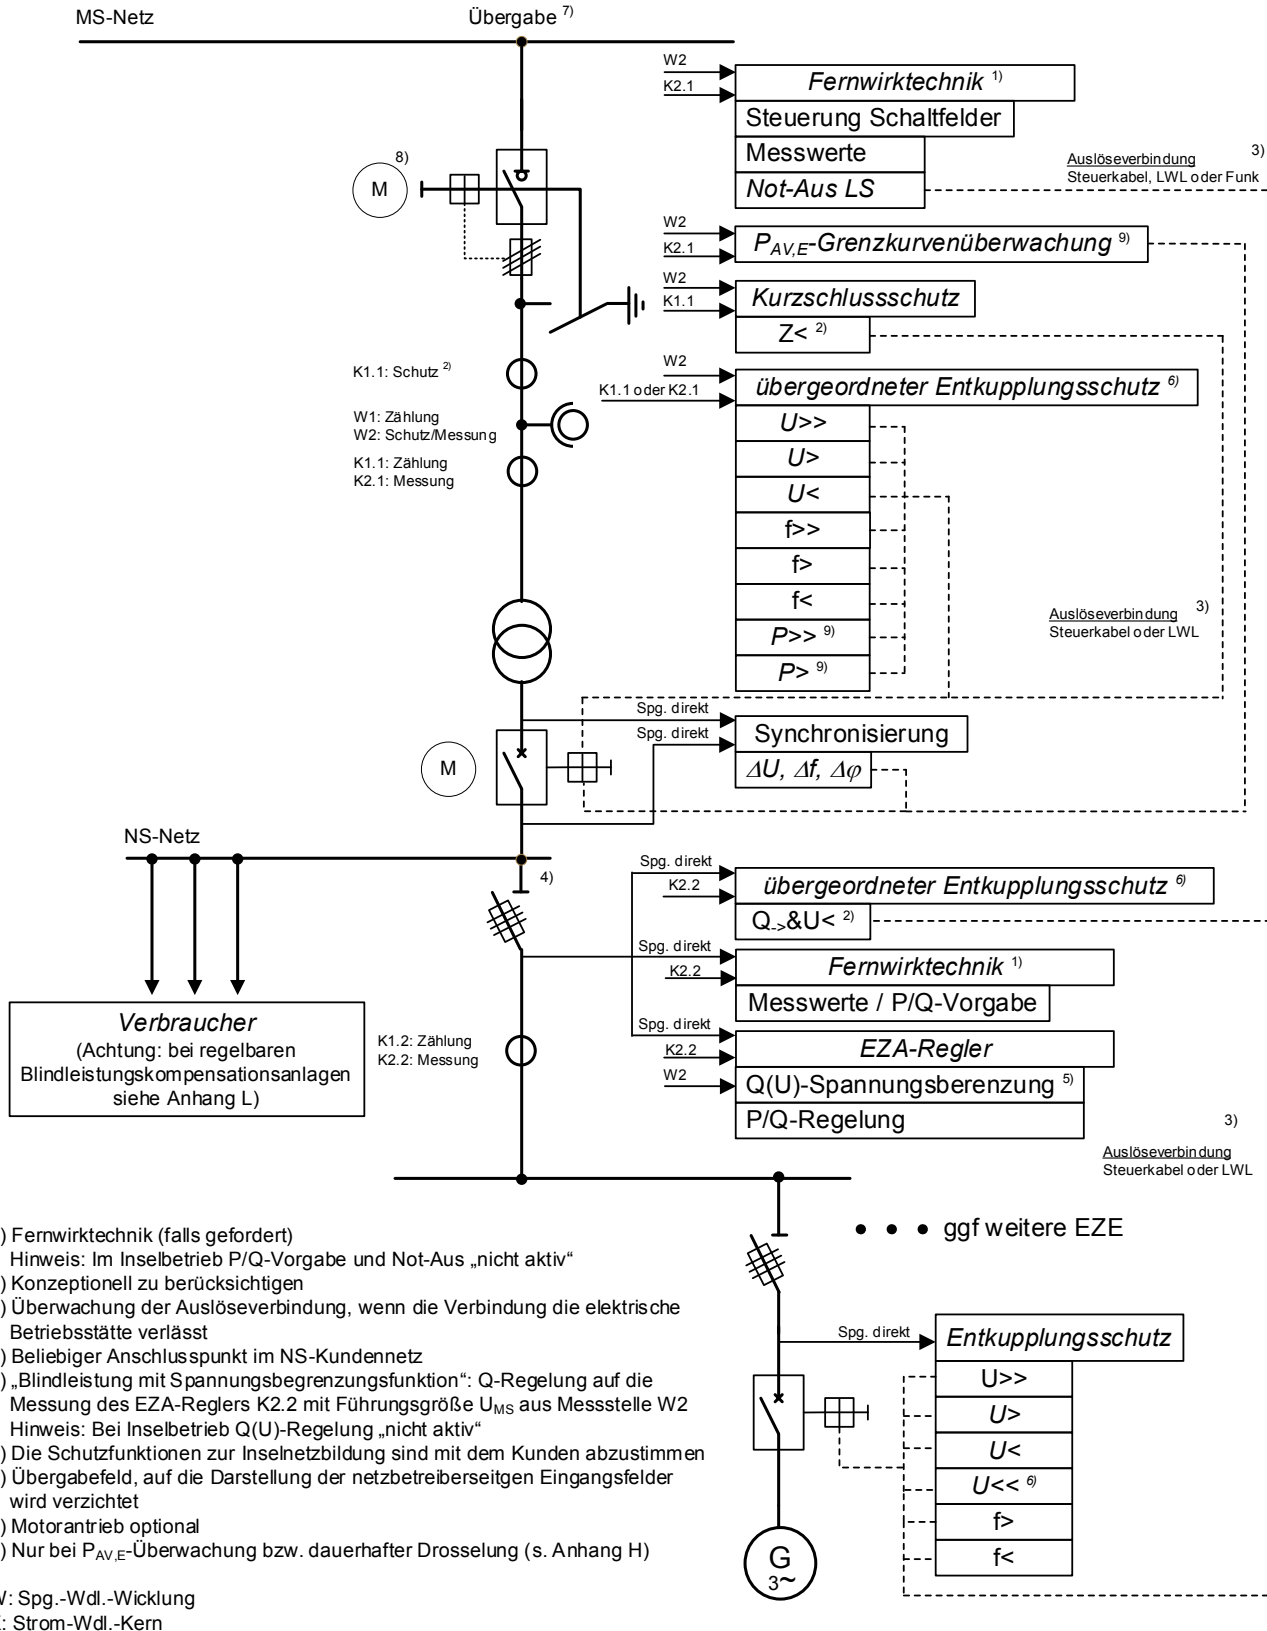 MS-Netz
Übergabe 7)
W2
K2.1
Fernwirktechnik 1)
Steuerung Schaltfelder
Messwerte
Not-Aus LS
Auslöseverbindung 3)
Steuerkabel, LWL oder Funk
8)
M
W2
K2.1
PAV,E-Grenzkurvenüberwachung 9)
W2
K1.1
Kurzschlussschutz
Z< 2)
K1.1: Schutz 2)
W1: Zählung
W2: Schutz/Messung
K1.1: Zählung
K2.1: Messung
W2
K1.1 oder K2.1
übergeordneter Entkupplungsschutz 6)
U>>
U>
U<
f>>
f>
f<
P>> 9)
P> 9)
Auslöseverbindung 3)
Steuerkabel oder LWL
Spg. direkt
Spg. direkt
Synchronisierung
ΔU, Δf, Δφ
M
NS-Netz
4)
Spg. direkt
K2.2
übergeordneter Entkupplungsschutz 6)
Q->&U< 2)
Spg. direkt
K2.2
Fernwirktechnik 1)
Messwerte / P/Q-Vorgabe
Spg. direkt
K2.2
W2
EZA-Regler
Q(U)-Spannungsberenzung 5)
P/Q-Regelung
Verbraucher
(Achtung: bei regelbaren
Blindleistungskompensationsanlagen
siehe Anhang L)
K1.2: Zählung
K2.2: Messung
3)
Auslöseverbindung
Steuerkabel oder LWL
ggf weitere EZE
Spg. direkt
Entkupplungsschutz
U>>
U>
U<
U<< 6)
f>
f<
G
3~
) Fernwirktechnik (falls gefordert)
Hinweis: Im Inselbetrieb P/Q-Vorgabe und Not-Aus „nicht aktiv“
) Konzeptionell zu berücksichtigen
) Überwachung der Auslöseverbindung, wenn die Verbindung die elektrische
Betriebsstätte verlässt
) Beliebiger Anschlusspunkt im NS-Kundennetz
) „Blindleistung mit Spannungsbegrenzungsfunktion“: Q-Regelung auf die
Messung des EZA-Reglers K2.2 mit Führungsgröße UMS aus Messstelle W2
Hinweis: Bei Inselbetrieb Q(U)-Regelung „nicht aktiv“
) Die Schutzfunktionen zur Inselnetzbildung sind mit dem Kunden abzustimmen
) Übergabefeld, auf die Darstellung der netzbetreiberseitgen Eingangsfelder
wird verzichtet
) Motorantrieb optional
) Nur bei PAV,E-Überwachung bzw. dauerhafter Drosselung (s. Anhang H)
W: Spg.-Wdl.-Wicklung
: Strom-Wdl.-Kern